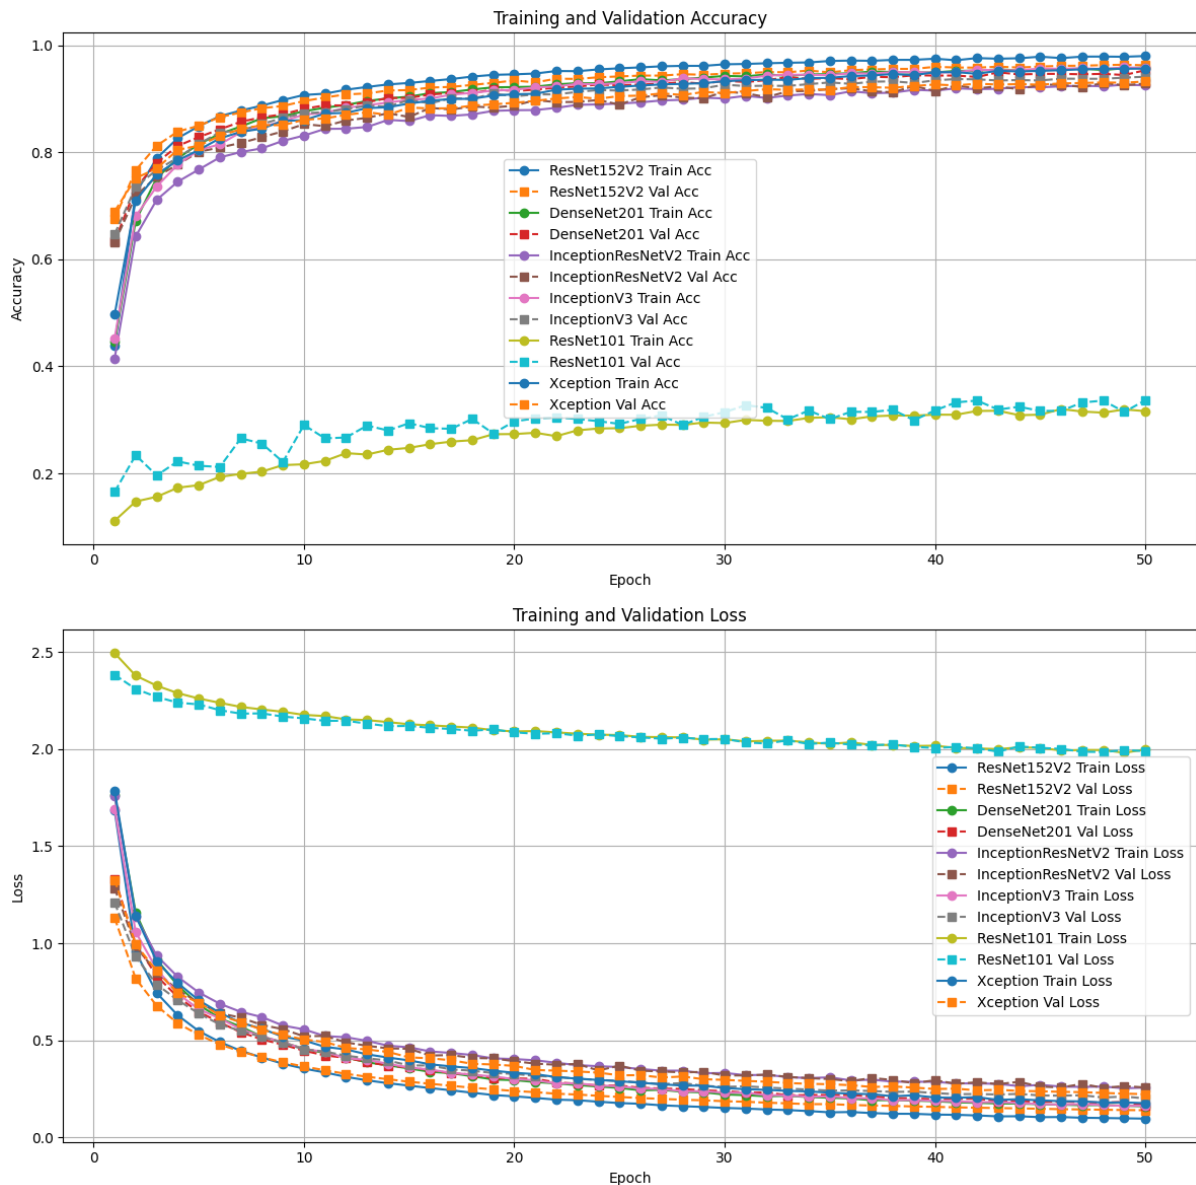 Training and Validation Accuracy
1.0
0.8
0.6
0.4
0.2
Accuracy
ResNet152V2 Train Acc
ResNet152V2 Val Acc
DenseNet201 Train Acc
DenseNet201 Val Acc
InceptionResNetV2 Train Acc
InceptionResNetV2 Val Acc
InceptionV3 Train Acc
InceptionV3 Val Acc
ResNet101 Train Acc
ResNet101 Val Acc
Xception Train Acc
Xception Val Acc
0 10 20 30 40 50
Epoch
Training and Validation Loss
2.5
2.0
1.5
1.0
0.5
0.0
Loss
ResNet152V2 Train Loss
ResNet152V2 Val Loss
DenseNet201 Train Loss
DenseNet201 Val Loss
InceptionResNetV2 Train Loss
InceptionResNetV2 Val Loss
InceptionV3 Train Loss
InceptionV3 Val Loss
ResNet101 Train Loss
ResNet101 Val Loss
Xception Train Loss
Xception Val Loss
0 10 20 30 40 50
Epoch